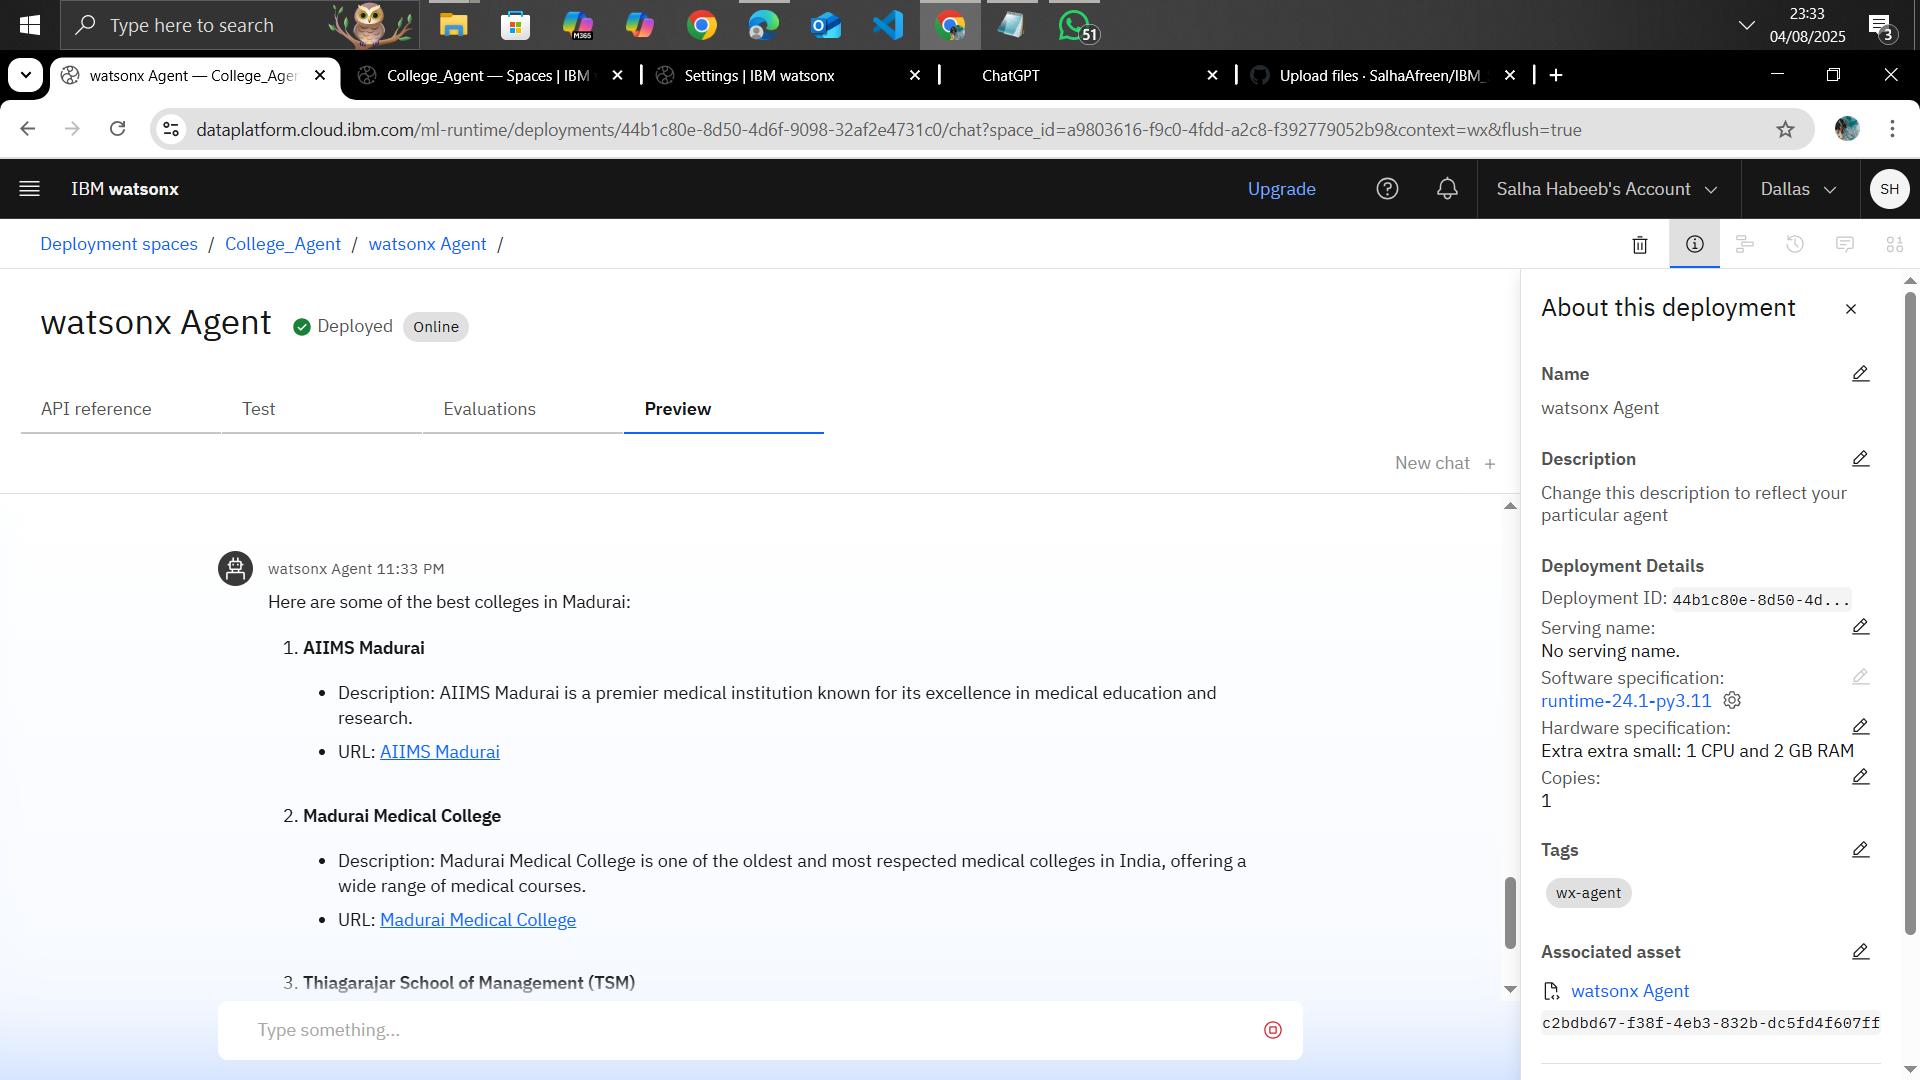 Type here to search
M365
51
23:33
04/08/2025
3
watsonx Agent — College_Agen
College_Agent — Spaces | IBM
Settings | IBM watsonx
ChatGPT
Upload files · SalhaAfreen/IBM_
dataplatform.cloud.ibm.com/ml-runtime/deployments/44b1c80e-8d50-4d6f-9098-32af2e4731c0/chat?space_id=a9803616-f9c0-4fdd-a2c8-f392779052b9&context=wx&flush=true
IBM watsonx
Upgrade
Salha Habeeb's Account
Dallas
SH
Deployment spaces / College_Agent / watsonx Agent /
watsonx Agent
Deployed
Online
API reference
Test
Evaluations
Preview
New chat +
watsonx Agent 11:33 PM
Here are some of the best colleges in Madurai:
1. AIIMS Madurai
• Description: AIIMS Madurai is a premier medical institution known for its excellence in medical education and
research.
• URL: AIIMS Madurai
2. Madurai Medical College
• Description: Madurai Medical College is one of the oldest and most respected medical colleges in India, offering a
wide range of medical courses.
• URL: Madurai Medical College
3. Thiagarajar School of Management (TSM)
Type something...
About this deployment
Name
watsonx Agent
Description
Change this description to reflect your
particular agent
Deployment Details
Deployment ID: 44b1c80e-8d50-4d...
Serving name:
No serving name.
Software specification:
runtime-24.1-py3.11
Hardware specification:
Extra extra small: 1 CPU and 2 GB RAM
Copies:
1
Tags
wx-agent
Associated asset
watsonx Agent
c2bdbd67-f38f-4eb3-832b-dc5fd4f607ff